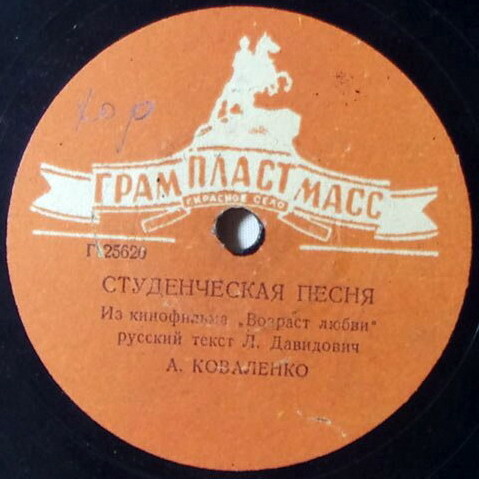 хор
ГРАМ ПЛАСТ МАСС
Г. КРАСНОЕ СЕЛО
Г 25620
СТУДЕНЧЕСКАЯ ПЕСНЯ
Из кинофильма „Возраст любви“
русский текст Л. Давидович
А. КОВАЛЕНКО